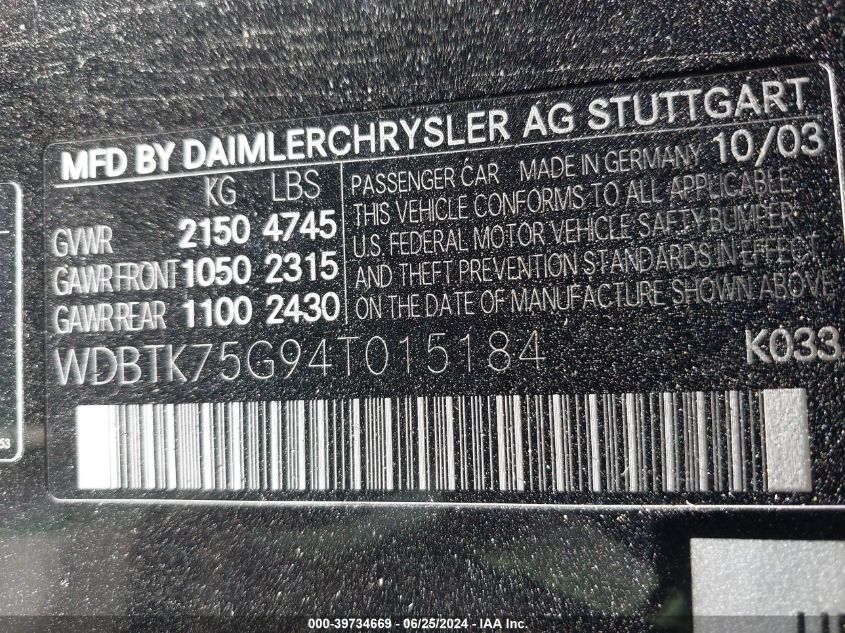 MFD BY DAIMLERCHRYSLER AG STUTTGART
KG LBS
GVWR 2150 4745
GAWR FRONT 1050 2315
GAWR REAR 1100 2430
PASSENGER CAR MADE IN GERMANY 10/03
THIS VEHICLE CONFORMS TO ALL APPLICABLE
U.S. FEDERAL MOTOR VEHICLE SAFETY BUMPER
AND THEFT PREVENTION STANDARDS IN EFFECT
ON THE DATE OF MANUFACTURE SHOWN ABOVE
WDBTK75G94T015184 K033
53
000-39734669 - 06/25/2024 - IAA, Inc.